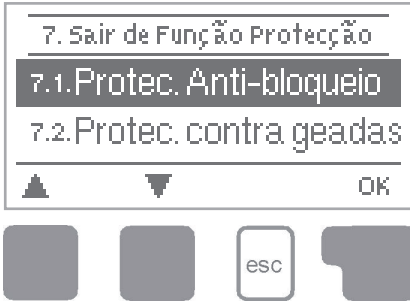 7. Sair de Função Protecção
7.1.Protec. Anti-bloqueio
7.2.Protec. contra geadas
OK
esc